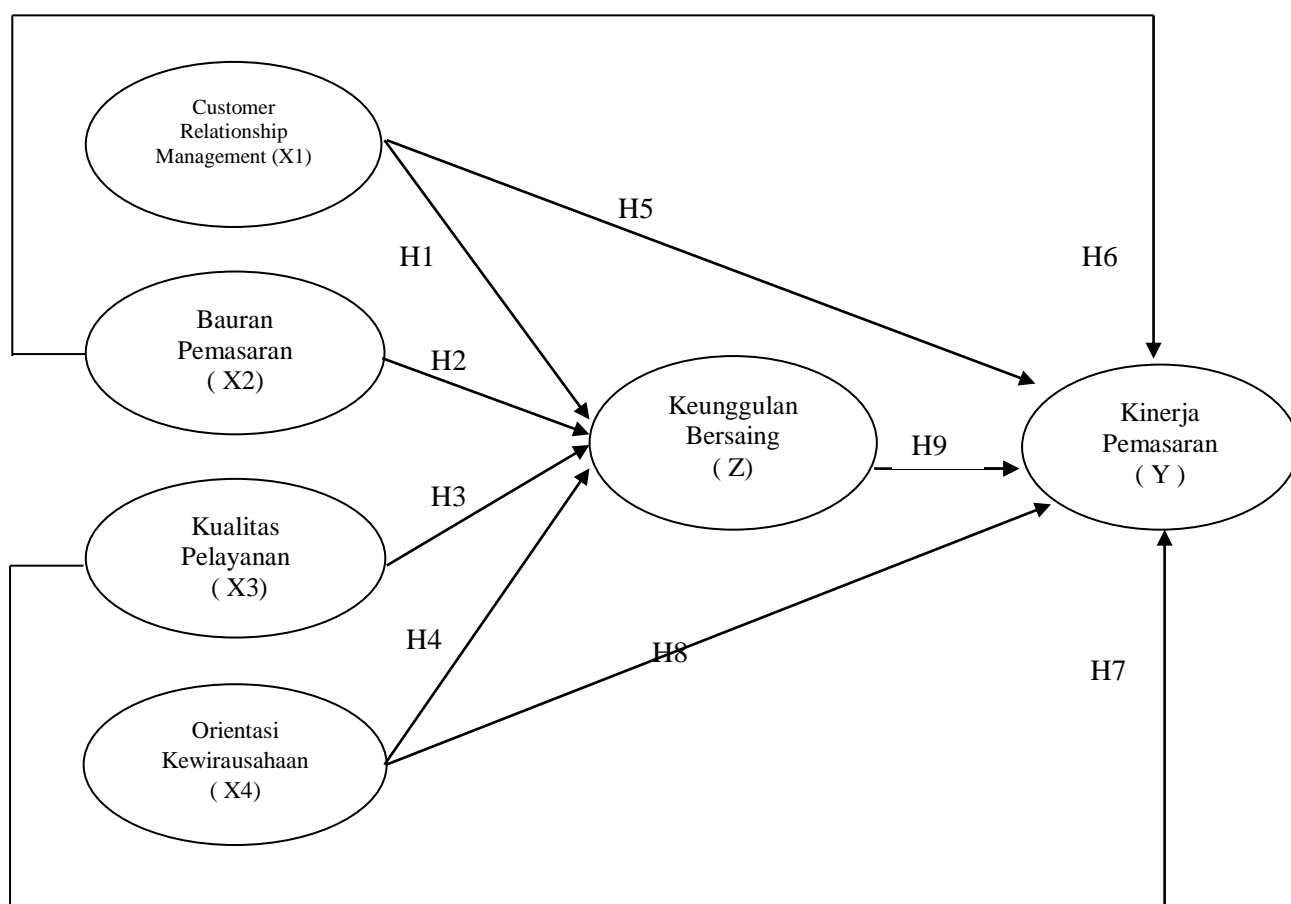 Customer
Relationship
Management (X1)
H5
H1
H6
Bauran
Pemasaran
( X2)
H2
Keunggulan
Bersaing
( Z)
Kinerja
Pemasaran
( Y )
H9
H3
Kualitas
Pelayanan
( X3)
H4
H8
H7
Orientasi
Kewirausahaan
( X4)